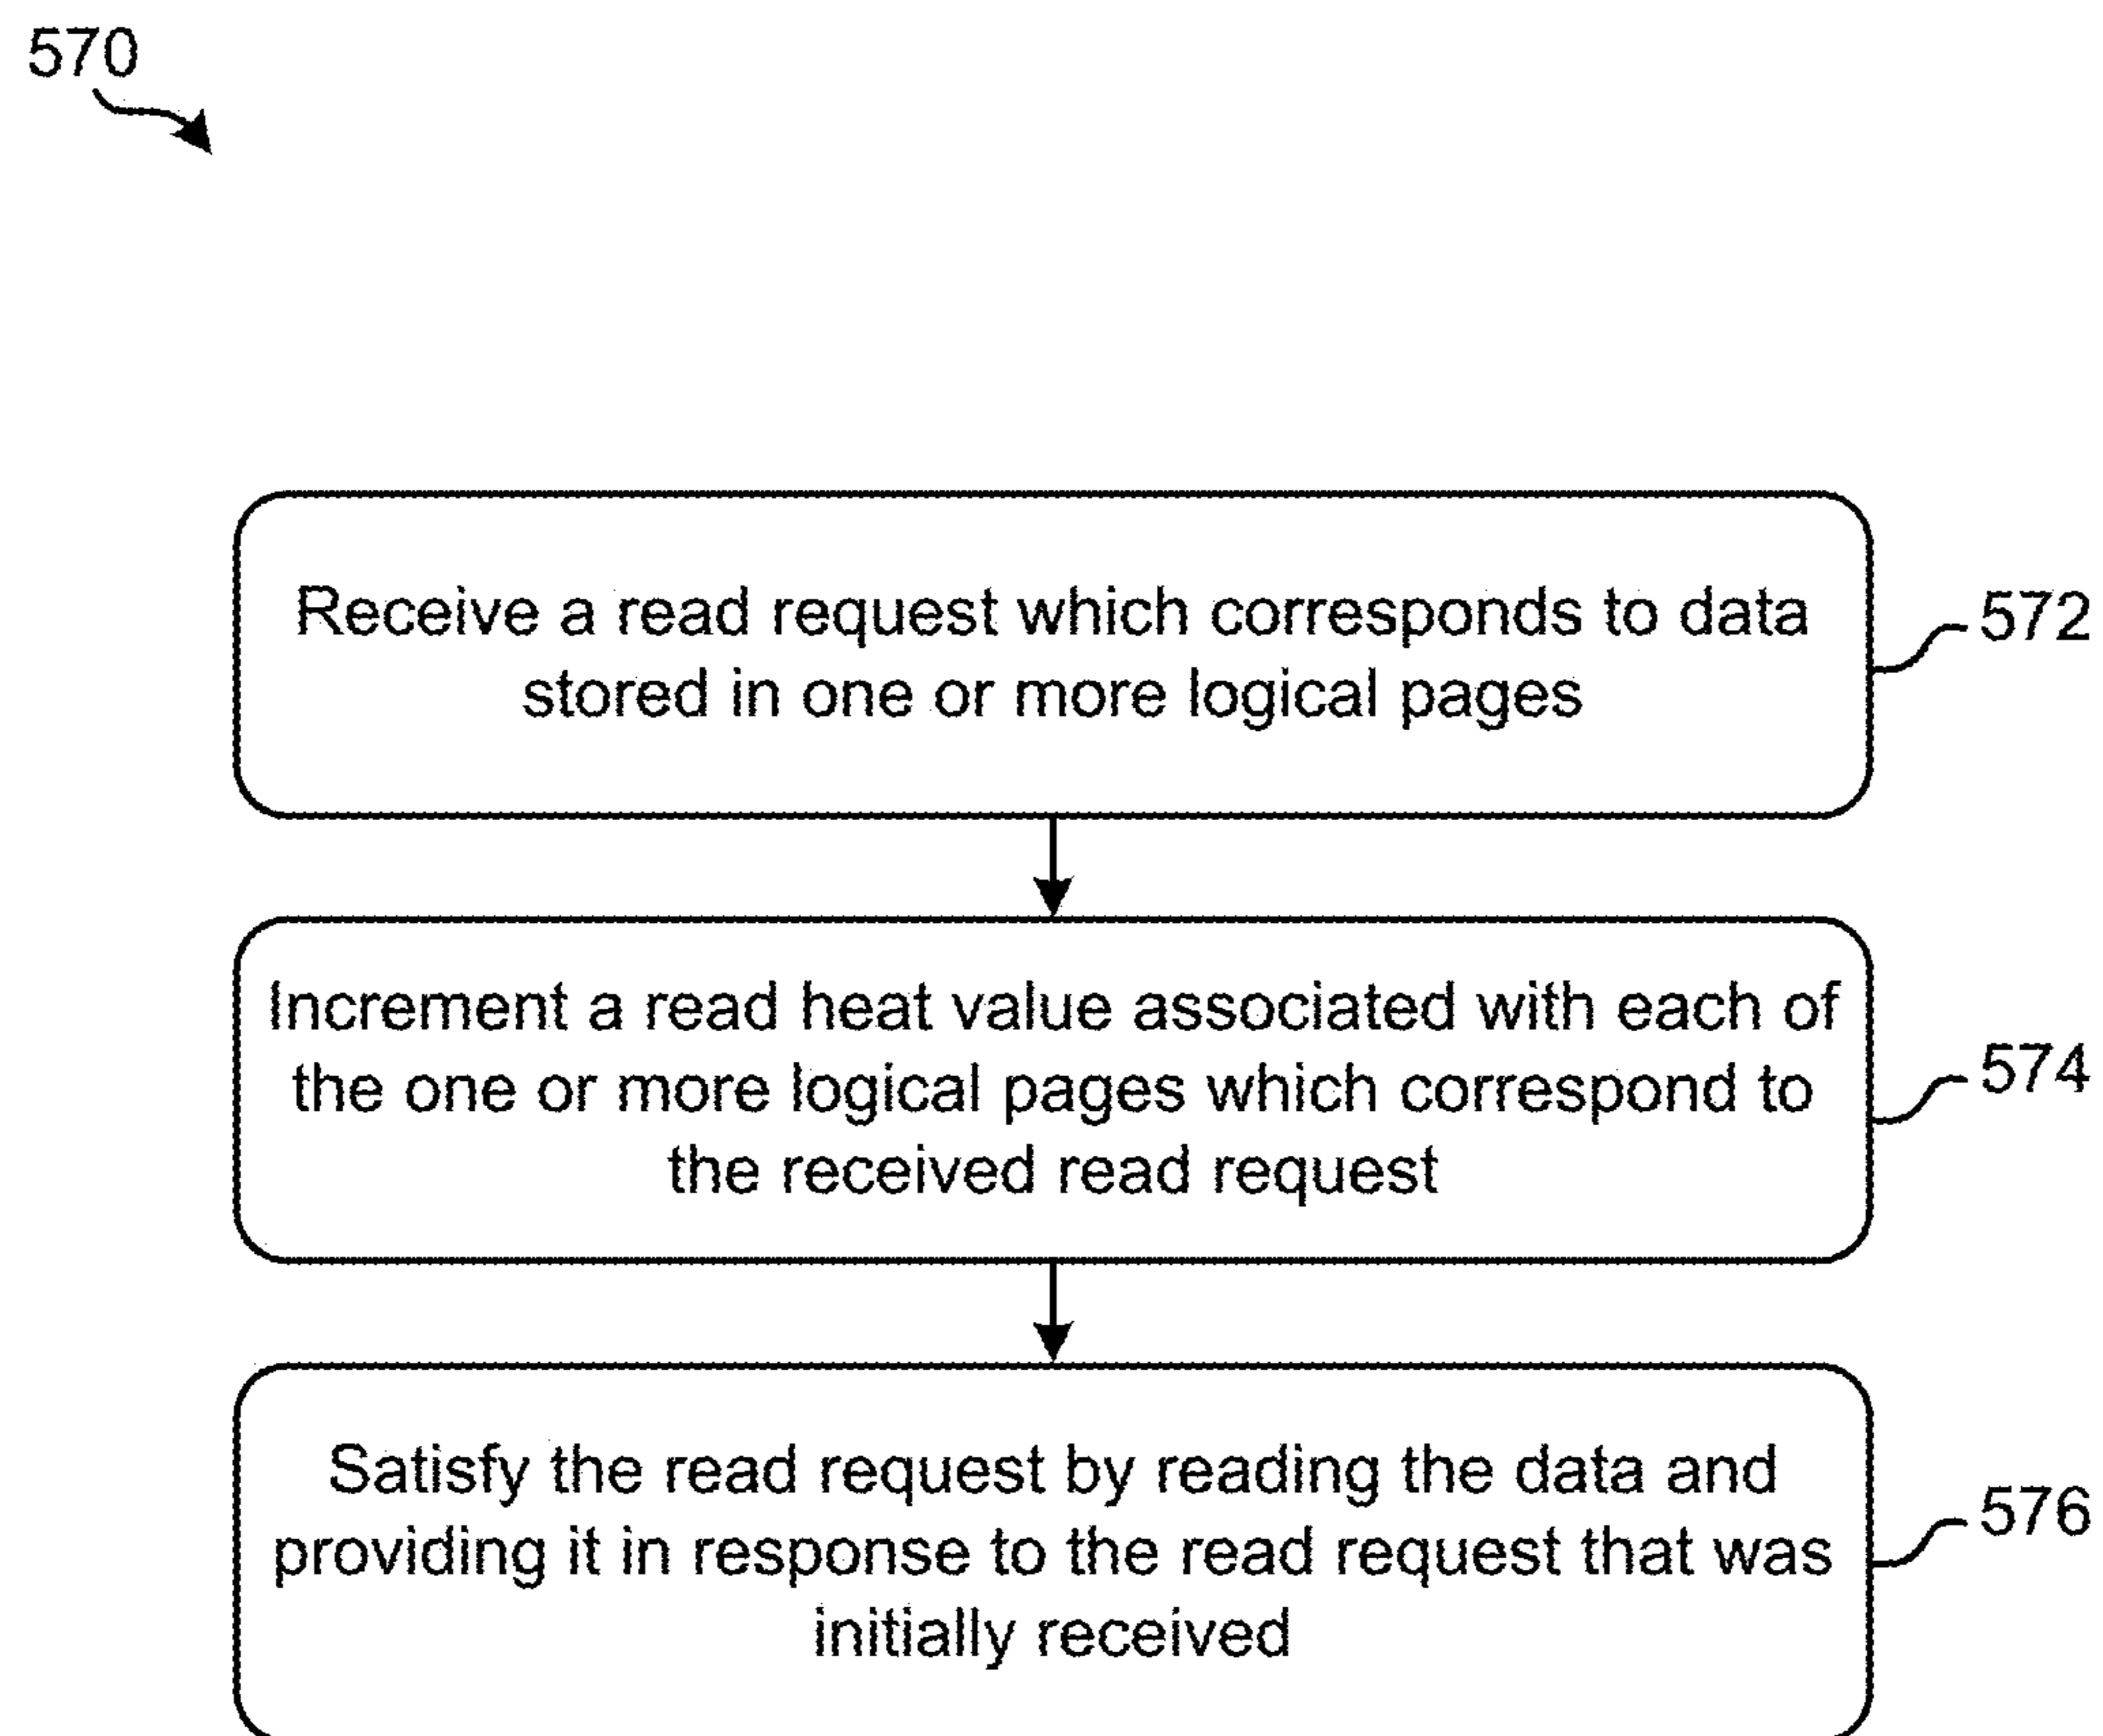 570
Receive a read request which corresponds to data
stored in one or more logical pages
572
Increment a read heat value associated with each of
the one or more logical pages which correspond to
the received read request
574
Satisfy the read request by reading the data and
providing it in response to the read request that was
initially received
576